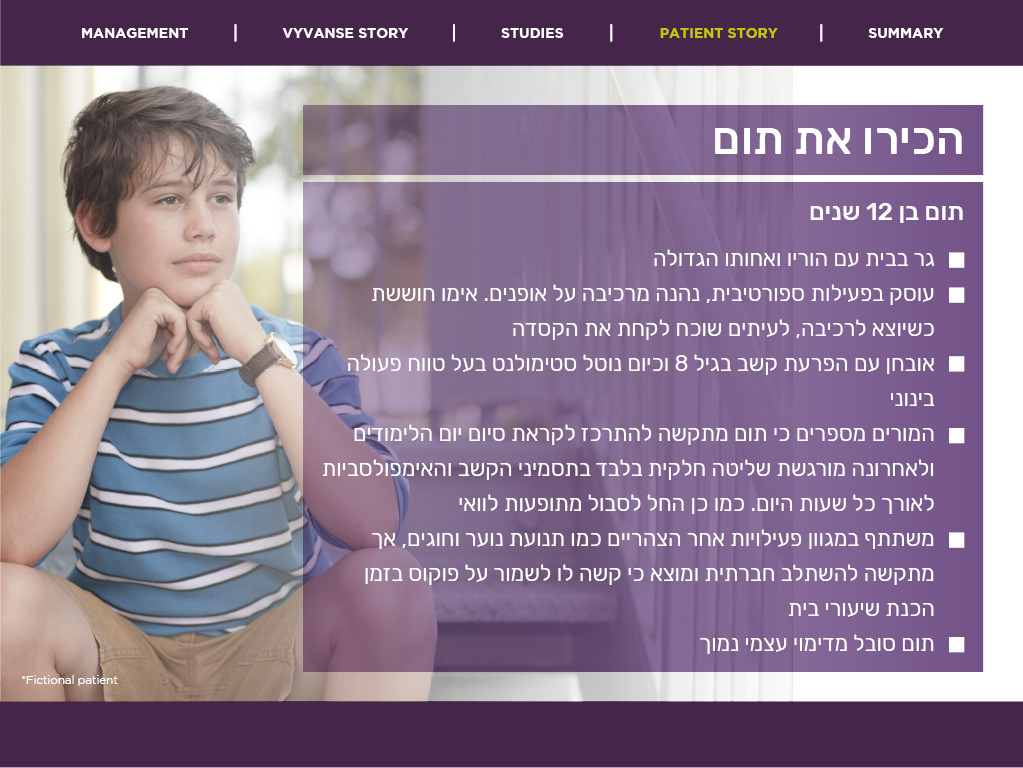 MANAGEMENT | VYVANSE STORY | STUDIES | PATIENT STORY | SUMMARY
הכירו את תום
תום בן 12 שנים
■ גר בבית עם הוריו ואחותו הגדולה
■ עוסק בפעילות ספורטיבית, נהנה מרכיבה על אופנים. אימו חוששת
כשיוצא לרכיבה, לעיתים שוכח לקחת את הקסדה
■ אובחן עם הפרעת קשב בגיל 8 וכיום נוטל סטימולנט בעל טווח פעולה
בינוני
■ המורים מספרים כי תום מתקשה להתרכז לקראת סיום יום הלימודים
ולאחרונה מורגשת שליטה חלקית בלבד בתסמיני הקשב והאימפולסביות
לאורך כל שעות היום. כמו כן החל לסבול מתופעות לוואי
■ משתתף במגוון פעילויות אחר הצהריים כמו תנועת נוער וחוגים, אך
מתקשה להשתלב חברתית ומוצא כי קשה לו לשמור על פוקוס בזמן
הכנת שיעורי בית
■ תום סובל מדימוי עצמי נמוך
*Fictional patient